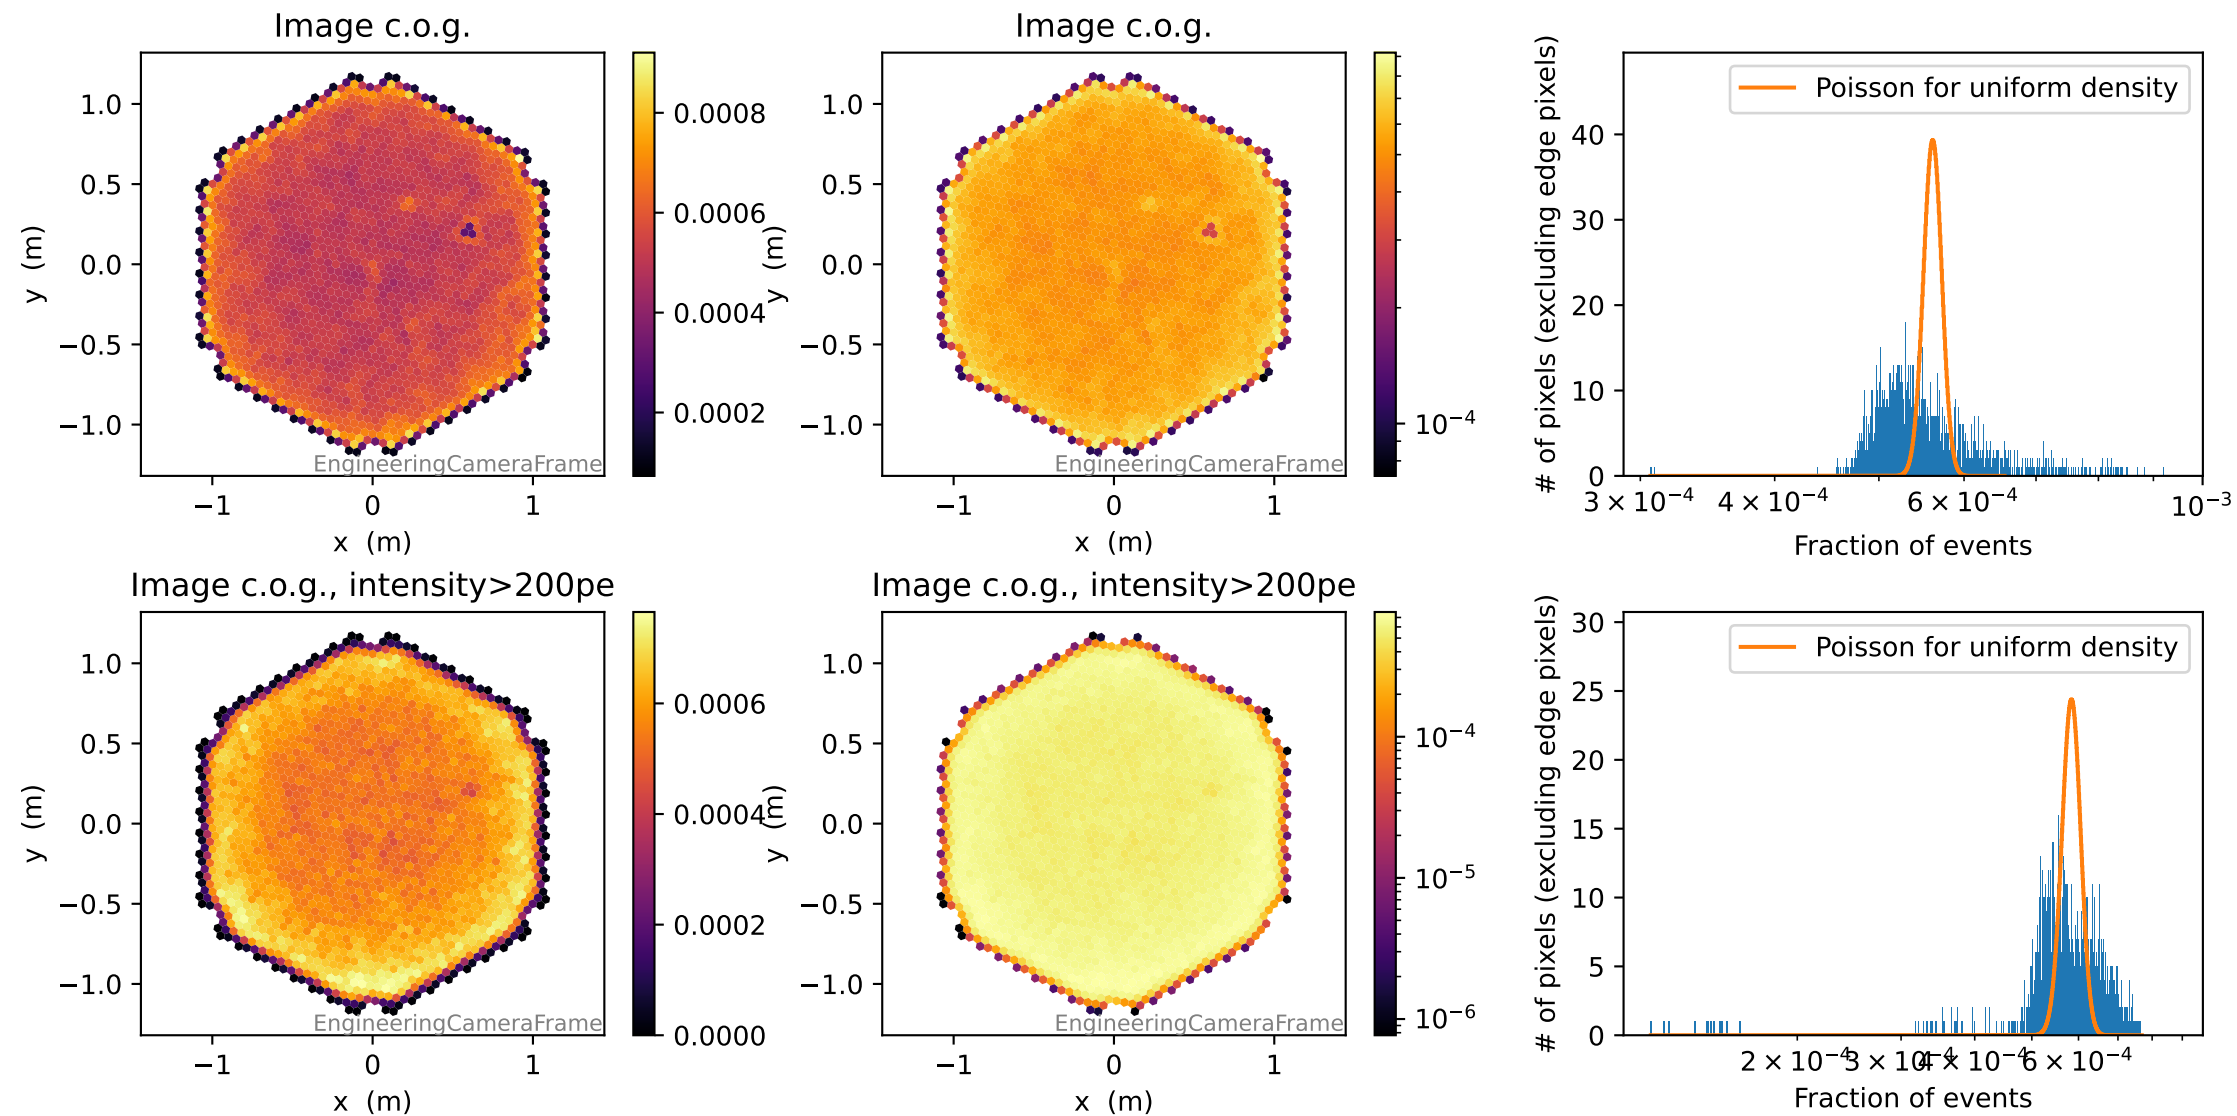 Image c.o.g.
1.0
0.5
0.0
−0.5
−1.0
y (m)
−1
0
1
x (m)
EngineeringCameraFrame
0.0008
0.0006
0.0004
0.0002
Image c.o.g.
1.0
0.5
0.0
−0.5
−1.0
y (m)
−1
0
1
x (m)
EngineeringCameraFrame
10⁻⁴
Poisson for uniform density
# of pixels (excluding edge pixels)
40
30
20
10
0
3 × 10⁻⁴
4 × 10⁻⁴
6 × 10⁻⁴
10⁻³
Fraction of events
Image c.o.g., intensity>200pe
1.0
0.5
0.0
−0.5
−1.0
y (m)
−1
0
1
x (m)
EngineeringCameraFrame
0.0006
0.0004
0.0002
0.0000
Image c.o.g., intensity>200pe
1.0
0.5
0.0
−0.5
−1.0
y (m)
−1
0
1
x (m)
EngineeringCameraFrame
10⁻⁴
10⁻⁵
10⁻⁶
Poisson for uniform density
# of pixels (excluding edge pixels)
30
25
20
15
10
5
0
2 × 10⁻⁴
3 × 10⁻⁴
4 × 10⁻⁴
6 × 10⁻⁴
Fraction of events